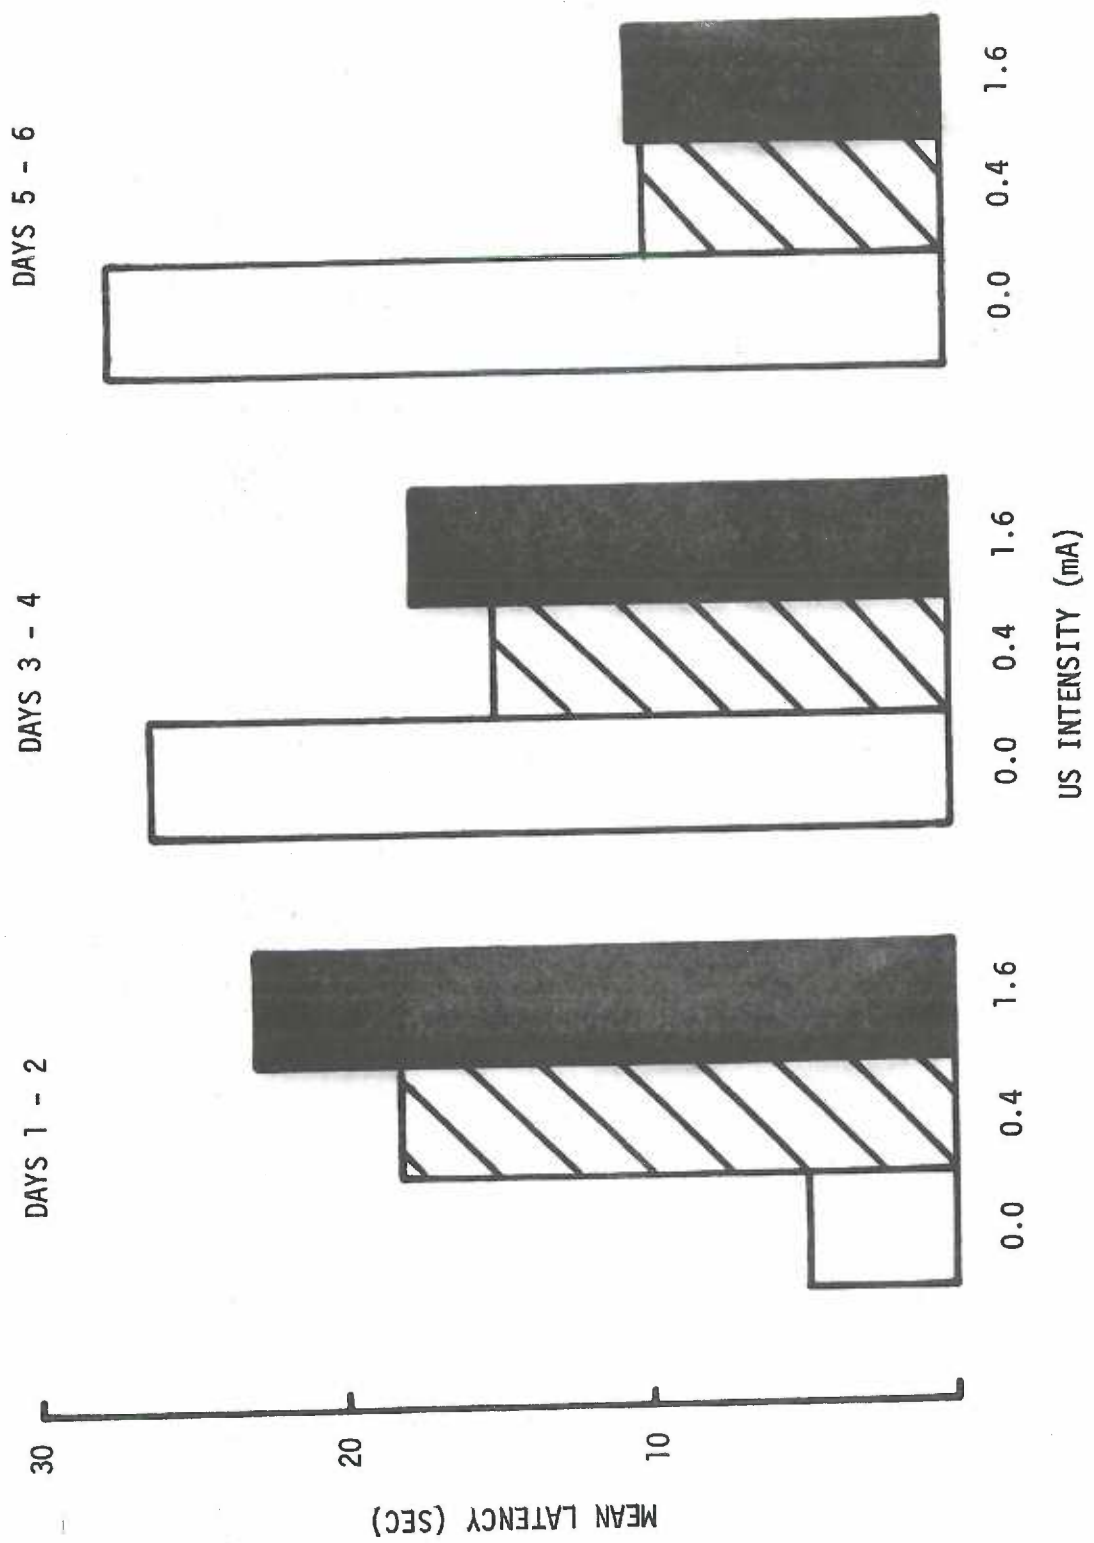 DAYS 1 - 2
DAYS 3 - 4
DAYS 5 - 6
30
20
10
MEAN LATENCY (SEC)
0.0 0.4 1.6
0.0 0.4 1.6
0.0 0.4 1.6
US INTENSITY (mA)